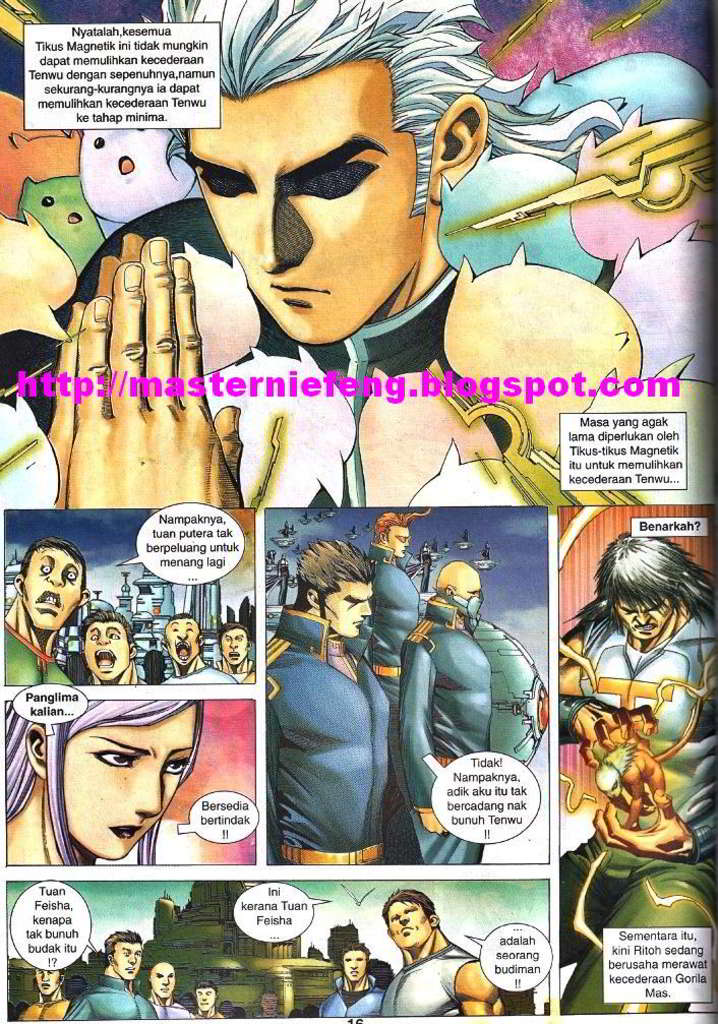 Nyatalah,kesemua
Tikus Magnetik ini tidak mungkin
dapat memulihkan kecederaan
Tenwu dengan sepenuhnya,namun
sekurang-kurangnya ia dapat
memulihkan kecederaan Tenwu
ke tahap minima.
http://masterniefeng.blogspot.com
Masa yang agak
lama diperlukan oleh
Tikus-tikus Magnetik
itu untuk memulihkan
kecederaan Tenwu...
Nampaknya,
tuan putera tak
berpeluang untuk
menang lagi
...
Panglima
kalian...
Bersedia
bertindak
!!
Tidak!
Nampaknya,
adik aku itu tak
bercadang nak
bunuh Tenwu
!!
Benarkah?
Sementara itu,
kini Ritoh sedang
berusaha merawat
kecederaan Gorila
Mas.
Tuan
Feisha,
kenapa
tak bunuh
budak itu
!?
Ini
kerana Tuan
Feisha
...
...
adalah
seorang
budiman
!!
16